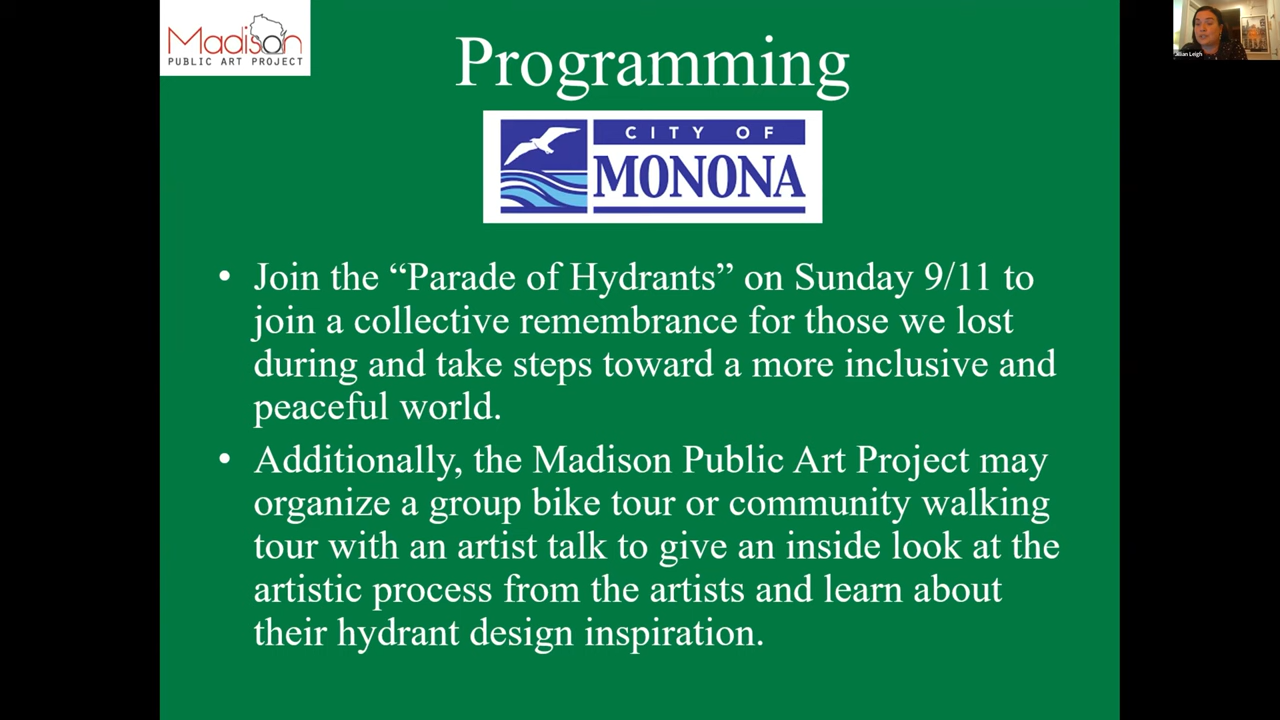 Madison
PUBLIC ART PROJECT
Programming
CITY OF
MONONA
• Join the “Parade of Hydrants” on Sunday 9/11 to
join a collective remembrance for those we lost
during and take steps toward a more inclusive and
peaceful world.
• Additionally, the Madison Public Art Project may
organize a group bike tour or community walking
tour with an artist talk to give an inside look at the
artistic process from the artists and learn about
their hydrant design inspiration.
Jillian Leigh